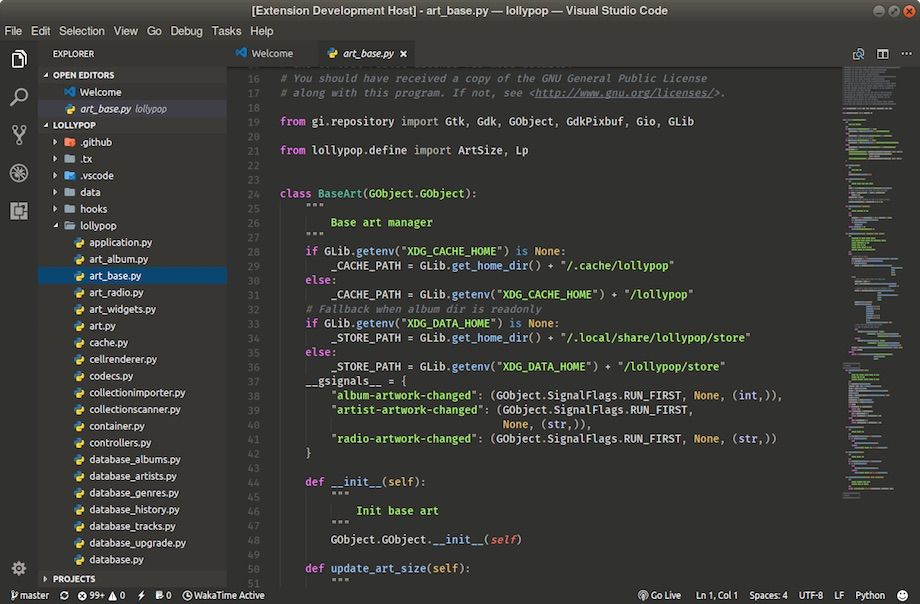 [Extension Development Host] - art_base.py — lollypop — Visual Studio Code
File Edit Selection View Go Debug Tasks Help
EXPLORER
OPEN EDITORS
Welcome
art_base.py lollypop
LOLLYPOP
.github
.tx
.vscode
data
hooks
lollypop
application.py
art_album.py
art_base.py
art_radio.py
art_widgets.py
art.py
cache.py
cellrenderer.py
codecs.py
collectionimporter.py
collectionscanner.py
container.py
controllers.py
database_albums.py
database_artists.py
database_genres.py
database_history.py
database_tracks.py
database_upgrade.py
database.py
PROJECTS
Welcome art_base.py ×
16 # You should have received a copy of the GNU General Public License
17 # along with this program. If not, see <http://www.gnu.org/licenses/>.
18
19 from gi.repository import Gtk, Gdk, GObject, GdkPixbuf, Gio, GLib
20
21 from lollypop.define import ArtSize, Lp
22
23
24 class BaseArt(GObject.GObject):
25 """
26 Base art manager
27 """
28 if GLib.getenv("XDG_CACHE_HOME") is None:
29 _CACHE_PATH = GLib.get_home_dir() + "/.cache/lollypop"
30 else:
31 _CACHE_PATH = GLib.getenv("XDG_CACHE_HOME") + "/lollypop"
32 # Fallback when album dir is readonly
33 if GLib.getenv("XDG_DATA_HOME") is None:
34 _STORE_PATH = GLib.get_home_dir() + "/.local/share/lollypop/store"
35 else:
36 _STORE_PATH = GLib.getenv("XDG_DATA_HOME") + "/lollypop/store"
37 __gsignals__ = {
38 "album-artwork-changed": (GObject.SignalFlags.RUN_FIRST, None, (int,)),
39 "artist-artwork-changed": (GObject.SignalFlags.RUN_FIRST,
40 None, (str,)),
41 "radio-artwork-changed": (GObject.SignalFlags.RUN_FIRST, None, (str,))
42 }
43
44 def __init__(self):
45 """
46 Init base art
47 """
48 GObject.GObject.__init__(self)
49
50 def update_art_size(self):
51 """
master 99+ 0 0 WakaTime Active Go Live Ln 1, Col 1 Spaces: 4 UTF-8 LF Python